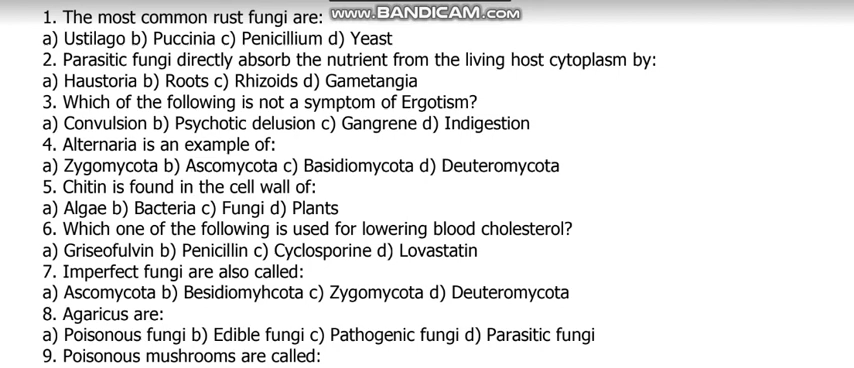 www.BANDICAM.COM
1. The most common rust fungi are:
a) Ustilago b) Puccinia c) Penicillium d) Yeast
2. Parasitic fungi directly absorb the nutrient from the living host cytoplasm by:
a) Haustoria b) Roots c) Rhizoids d) Gametangia
3. Which of the following is not a symptom of Ergotism?
a) Convulsion b) Psychotic delusion c) Gangrene d) Indigestion
4. Alternaria is an example of:
a) Zygomycota b) Ascomycota c) Basidiomycota d) Deuteromycota
5. Chitin is found in the cell wall of:
a) Algae b) Bacteria c) Fungi d) Plants
6. Which one of the following is used for lowering blood cholesterol?
a) Griseofulvin b) Penicillin c) Cyclosporine d) Lovastatin
7. Imperfect fungi are also called:
a) Ascomycota b) Besidiomyhcota c) Zygomycota d) Deuteromycota
8. Agaricus are:
a) Poisonous fungi b) Edible fungi c) Pathogenic fungi d) Parasitic fungi
9. Poisonous mushrooms are called: